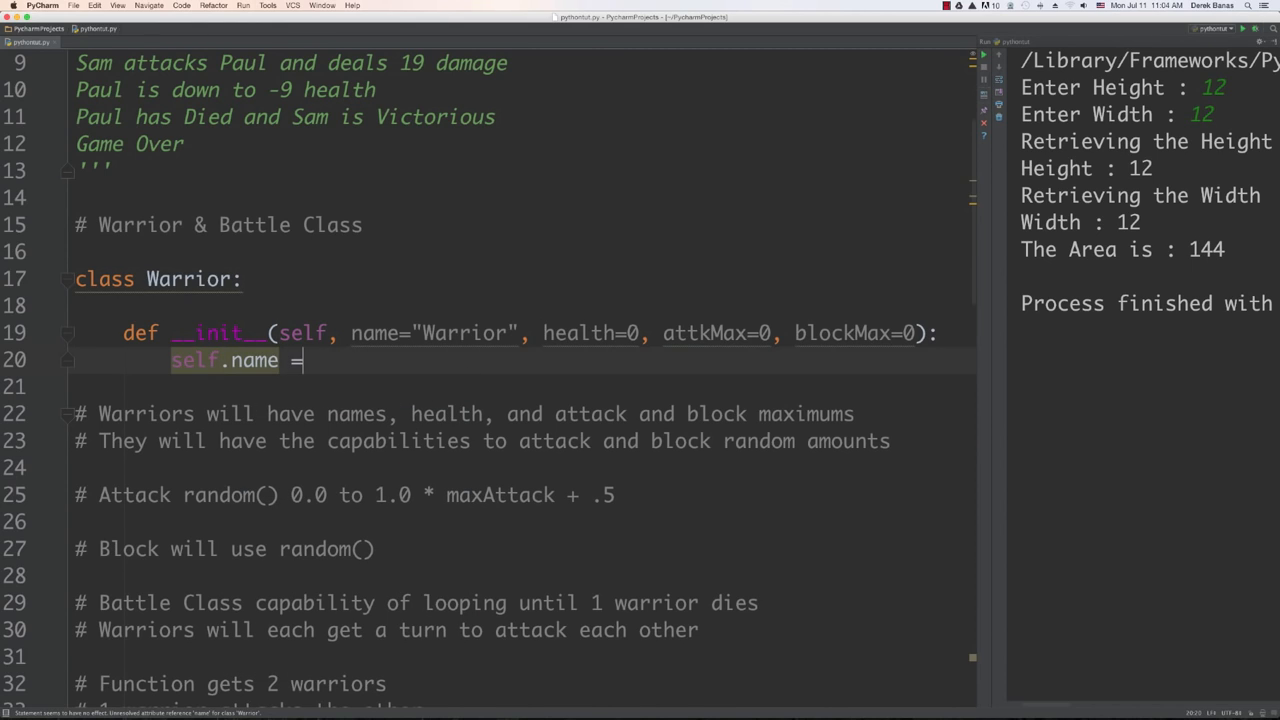 PyCharm File Edit View Navigate Code Refactor Run Tools VCS Window Help
10 Mon Jul 11 11:04 AM Derek Banas
pythontut.py - PycharmProjects - [~/PycharmProjects]
PycharmProjects pythontut.py
pythontut
pythontut.py
Run pythontut
9 Sam attacks Paul and deals 19 damage
10 Paul is down to -9 health
11 Paul has Died and Sam is Victorious
12 Game Over
13 '''
14
15 # Warrior & Battle Class
16
17 class Warrior:
18
19 def __init__(self, name="Warrior", health=0, attkMax=0, blockMax=0):
20 self.name =
21
22 # Warriors will have names, health, and attack and block maximums
23 # They will have the capabilities to attack and block random amounts
24
25 # Attack random() 0.0 to 1.0 * maxAttack + .5
26
27 # Block will use random()
28
29 # Battle Class capability of looping until 1 warrior dies
30 # Warriors will each get a turn to attack each other
31
32 # Function gets 2 warriors
/Library/Frameworks/Py
Enter Height : 12
Enter Width : 12
Retrieving the Height
Height : 12
Retrieving the Width
Width : 12
The Area is : 144
Process finished with
Statement seems to have no effect. Unresolved attribute reference 'name' for class 'Warrior'.
20:20 LF÷ UTF-8÷